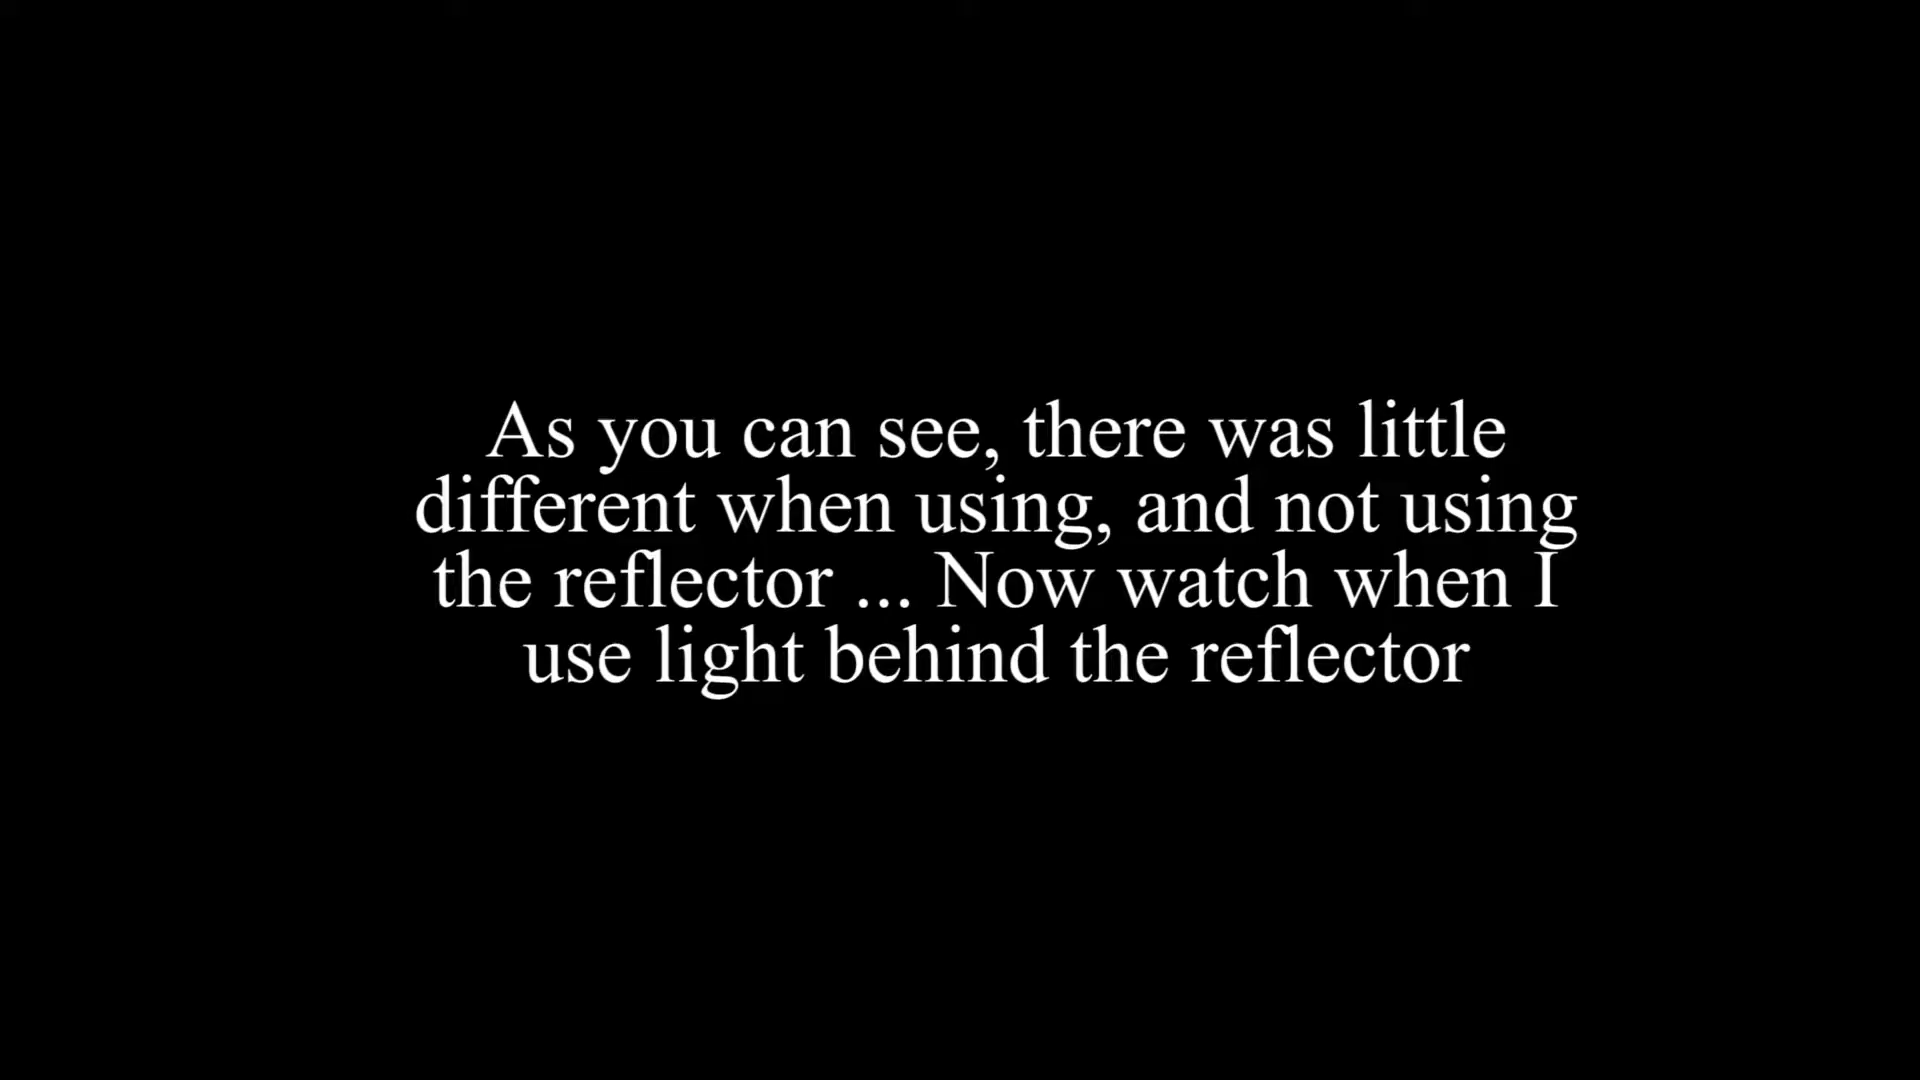 As you can see, there was little
different when using, and not using
the reflector ... Now watch when I
use light behind the reflector